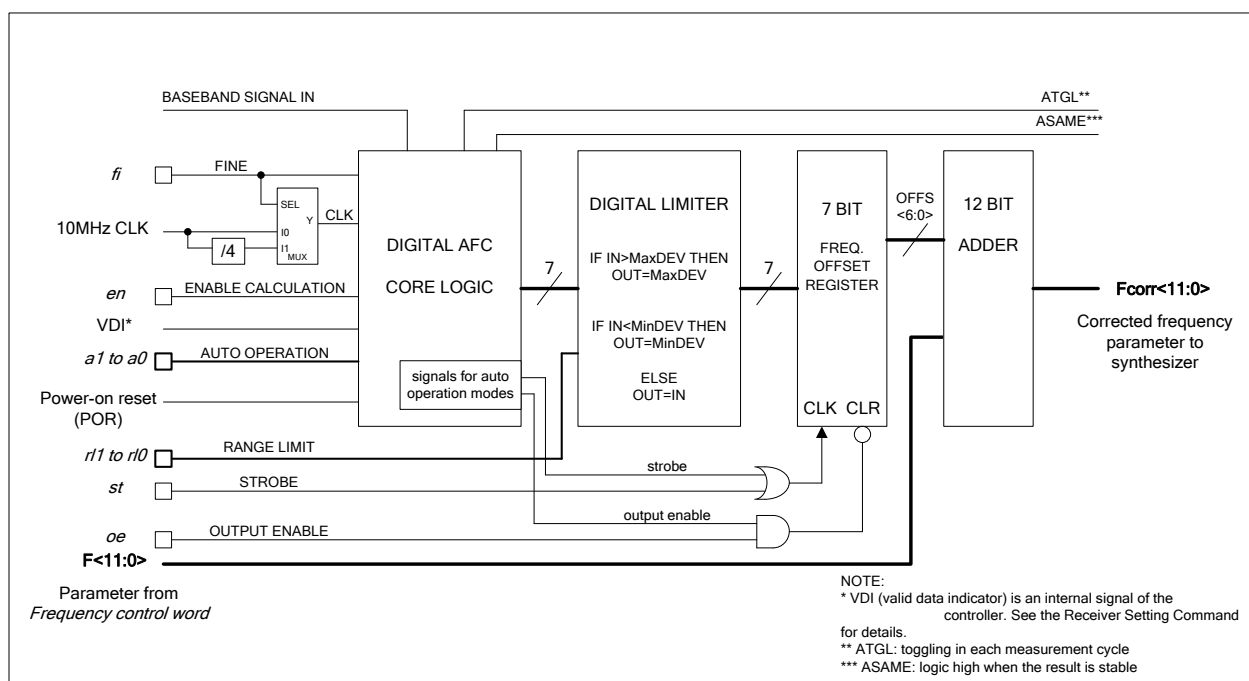 BASEBAND SIGNAL IN
ATGL**
ASAME***
fi
FINE
SEL
Y
CLK
10MHz CLK
I0
/4
I1
MUX
en
ENABLE CALCULATION
VDI*
a1 to a0
AUTO OPERATION
Power-on reset
(POR)
DIGITAL AFC
CORE LOGIC
signals for auto
operation modes
7
DIGITAL LIMITER
IF IN>MaxDEV THEN
OUT=MaxDEV
IF IN<MinDEV THEN
OUT=MinDEV
ELSE
OUT=IN
7
7 BIT
FREQ.
OFFSET
REGISTER
CLK CLR
OFFS
<6:0>
12 BIT
ADDER
Fcorr<11:0>
Corrected frequency
parameter to
synthesizer
rl1 to rl0
RANGE LIMIT
strobe
st
STROBE
output enable
oe
OUTPUT ENABLE
F<11:0>
Parameter from
Frequency control word
NOTE:
* VDI (valid data indicator) is an internal signal of the
controller. See the Receiver Setting Command
for details.
** ATGL: toggling in each measurement cycle
*** ASAME: logic high when the result is stable